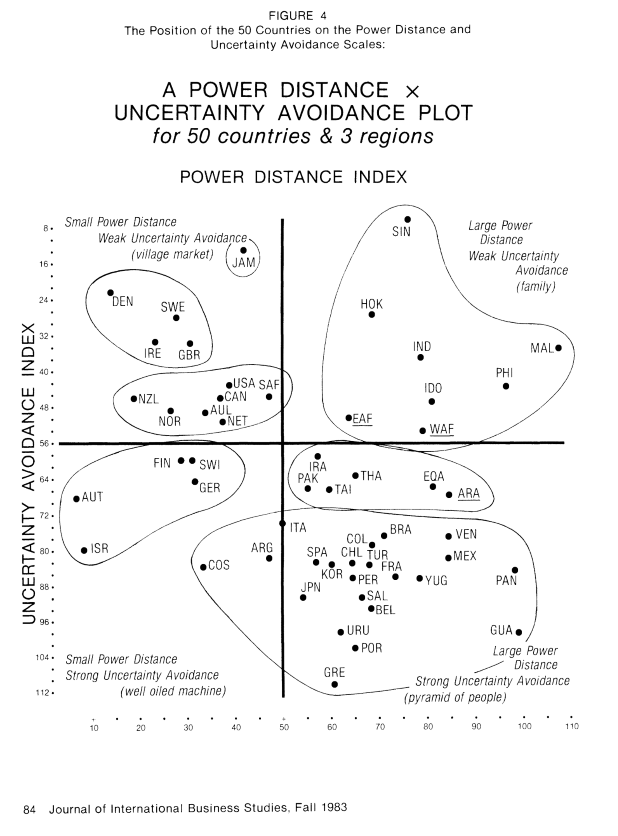 FIGURE 4
The Position of the 50 Countries on the Power Distance and
Uncertainty Avoidance Scales:
A POWER DISTANCE ×
UNCERTAINTY AVOIDANCE PLOT
for 50 countries & 3 regions
POWER DISTANCE INDEX
UNCERTAINTY AVOIDANCE INDEX
8
16
24
32
40
48
56
64
72
80
88
96
104
112
Small Power Distance
Weak Uncertainty Avoidance
(village market)
Large Power
Distance
Weak Uncertainty
Avoidance
(family)
SIN
JAM
DEN
SWE
HOK
IRE
GBR
IND
MAL
PHI
USA
SAF
NZL
CAN
IDO
NOR
AUL
NET
EAF
WAF
FIN
SWI
IRA
GER
PAK
TAI
THA
EQA
ARA
AUT
ITA
ISR
ARG
COS
COL
BRA
VEN
SPA
KOR
CHL
TUR
FRA
MEX
PER
YUG
PAN
JPN
SAL
BEL
URU
POR
GUA
GRE
Small Power Distance
Strong Uncertainty Avoidance
(well oiled machine)
Large Power
Distance
Strong Uncertainty Avoidance
(pyramid of people)
10 20 30 40 50 60 70 80 90 100 110
84 Journal of International Business Studies, Fall 1983